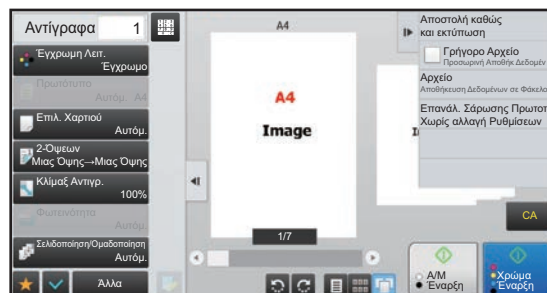 Αντίγραφα 1
Έγχρωμη Λειτ.
Έγχρωμο
Πρωτότυπο
Αυτόμ. A4
Επιλ. Χαρτιού
Αυτόμ.
2-Όψεων
Μιας Όψης→Μιας Όψης
Κλίμαξ Αντιγρ.
100%
Φωτεινότητα
Αυτόμ.
Σελιδοποίηση/Ομαδοποίηση
Αυτόμ.
Άλλα
A4
A4
Image
1/7
Αποστολή καθώς
και εκτύπωση
Γρήγορο Αρχείο
Προσωρινή Αποθήκ Δεδομέν
Αρχείο
Αποθήκευση Δεδομένων σε Φάκελο
Επανάλ. Σάρωσης Πρωτοτ
Χωρίς αλλαγή Ρυθμίσεων
CA
Α/Μ
Έναρξη
Χρώμα
Έναρξη